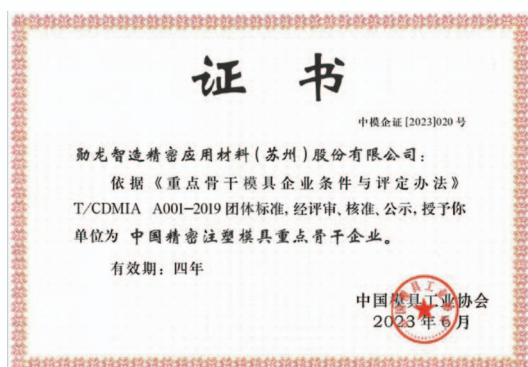 证书
中模企证[2023]020号
勋龙智造精密应用材料(苏州)股份有限公司:
依据《重点骨干模具企业条件与评定办法》
T/CDMIA A001-2019团体标准,经评审、核准、公示,授予你
单位为 中国精密注塑模具重点骨干企业。
有效期:四年
中国模具工业协会
2023年6月